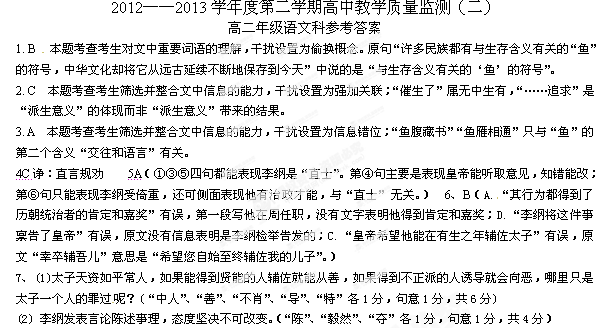 2012——2013学年度第二学期高中教学质量监测（二）
高二年级语文科参考答案
1.B 本题考查考生对文中重要词语的理解，干扰设置为偷换概念。原句“许多民族都有与生存含义有关的“鱼”
的符号，中华文化却将它从远古延续不断地保存到今天”中说的是“与生存含义有关的‘鱼’的符号”。
2.C 本题考查考生筛选并整合文中信息的能力，干扰设置为强加关联；“催生了”属无中生有，“……追求”是
“派生意义”的体现而非“派生意义”带来的结果。
3.A 本题考查考生筛选并整合文中信息的能力，干扰设置为信息错位；“鱼腹藏书”“鱼雁相通”只与“鱼”的
第二个含义“交往和语言”有关。
4C 诤：直言规劝 5A（①③⑤四句都能表现李纲是“直士”。第④句主要是表现皇帝能听取意见，知错能改；
第⑥句只能表现李纲受倚重，还可侧面表现他有治政才能，与“直士”无关。） 6、B（A.“其行为都得到了
历朝统治者的肯定和嘉奖”有误，第一段写他在周任职，没有文字表明他得到肯定和嘉奖；D.“李纲将这件事
禀告了皇帝”有误，原文没有信息表明是李纲检举告发的；C.“皇帝希望他能在有生之年辅佐太子”有误，原
文“幸卒辅吾儿”意思是“希望您自始至终辅佐我的儿子”。）
7、(1)太子天资如平常人，如果能得到贤能的人辅佐就能从善，如果得到不正派的人诱导就会向恶，哪里只是
太子一个人的罪过呢？（“中人”、“善”、“不肖”、“导”、“特”各1分，句意1分，共6分）
(2) 李纲发表言论陈述事理，态度坚决不可改变。（“陈”、“毅然”、“夺”各1分，句意1分，共4分）